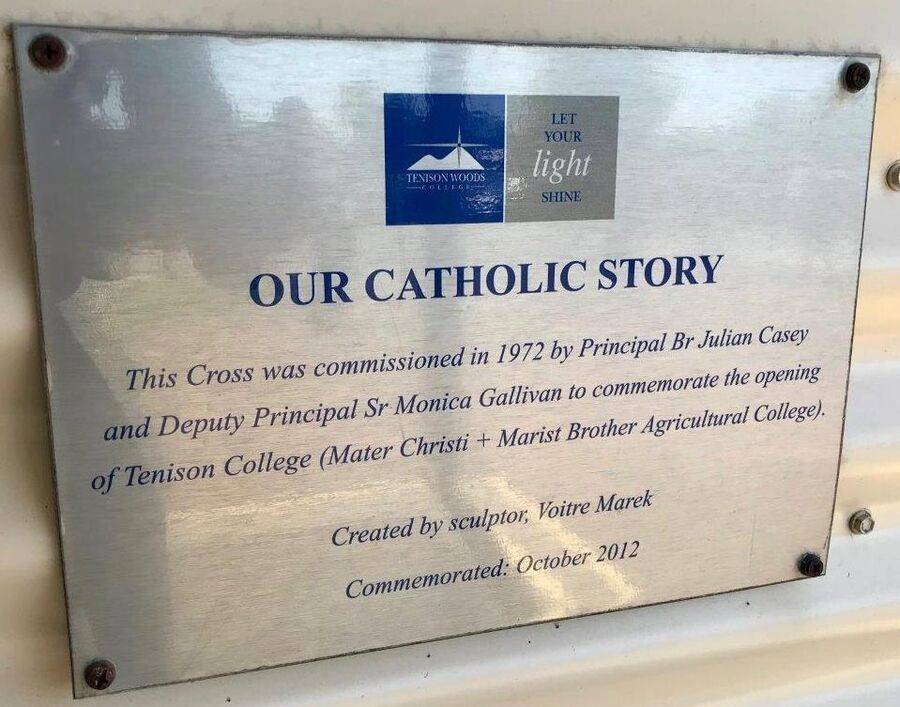 TENISON WOODS
COLLEGE
LET
YOUR
light
SHINE
OUR CATHOLIC STORY
This Cross was commissioned in 1972 by Principal Br Julian Casey
and Deputy Principal Sr Monica Gallivan to commemorate the opening
of Tenison College (Mater Christi + Marist Brother Agricultural College).
Created by sculptor, Voitre Marek
Commemorated: October 2012